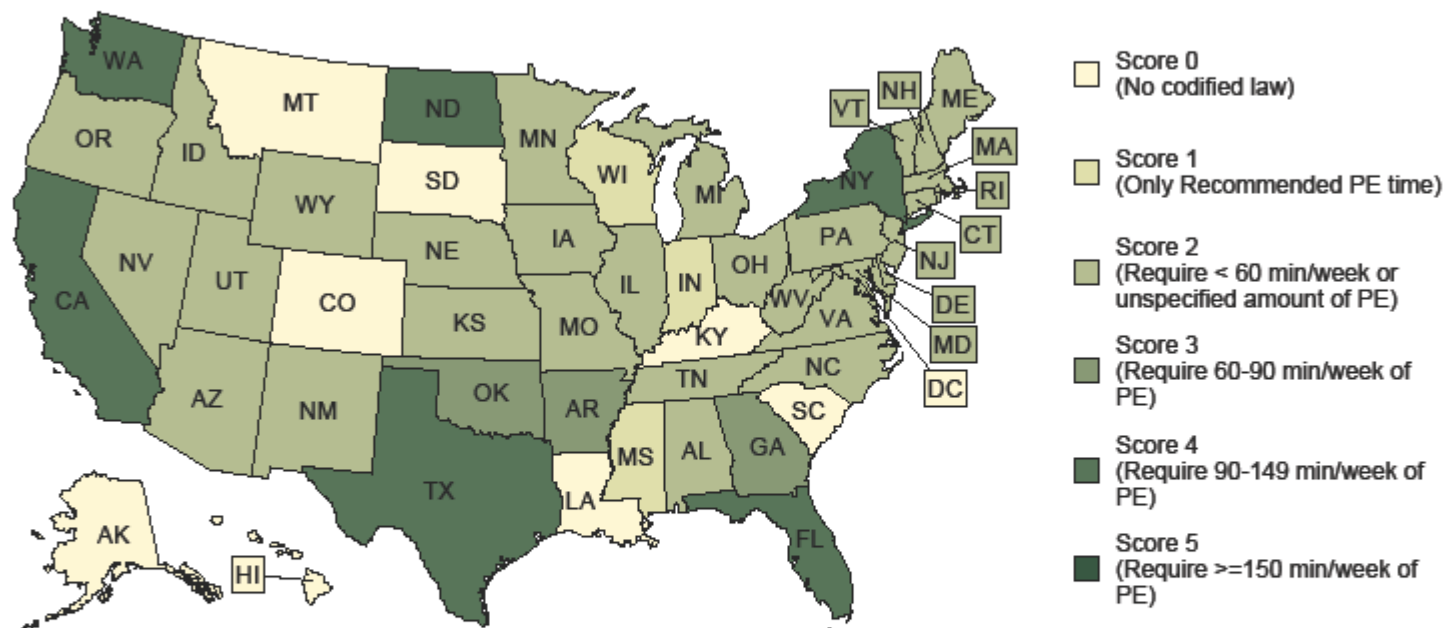 WA
MT
ND
MN
OR
ID
SD
WI
WY
MI
NY
VT
NH
ME
MA
RI
CT
NV
UT
CO
NE
IA
IL
IN
OH
PA
NJ
DE
MD
DC
CA
KS
MO
KY
WV
VA
AZ
NM
OK
AR
TN
NC
SC
TX
LA
MS
AL
GA
FL
AK
HI
Score 0
(No codified law)
Score 1
(Only Recommended PE time)
Score 2
(Require < 60 min/week or
unspecified amount of PE)
Score 3
(Require 60-90 min/week of
PE)
Score 4
(Require 90-149 min/week of
PE)
Score 5
(Require >=150 min/week of
PE)